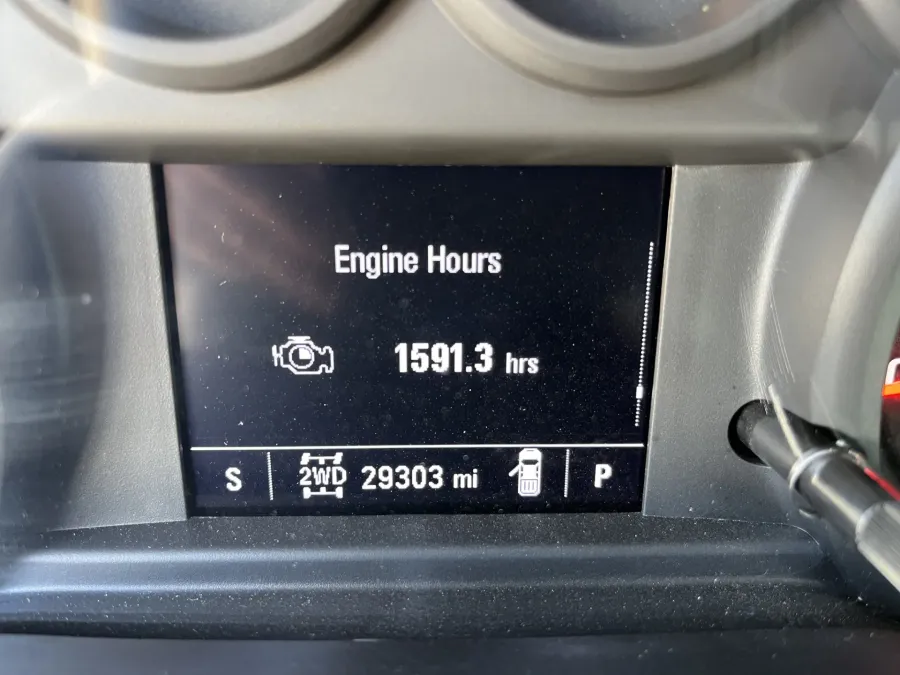 Engine Hours
1591.3 hrs
S 2WD 29303 mi P